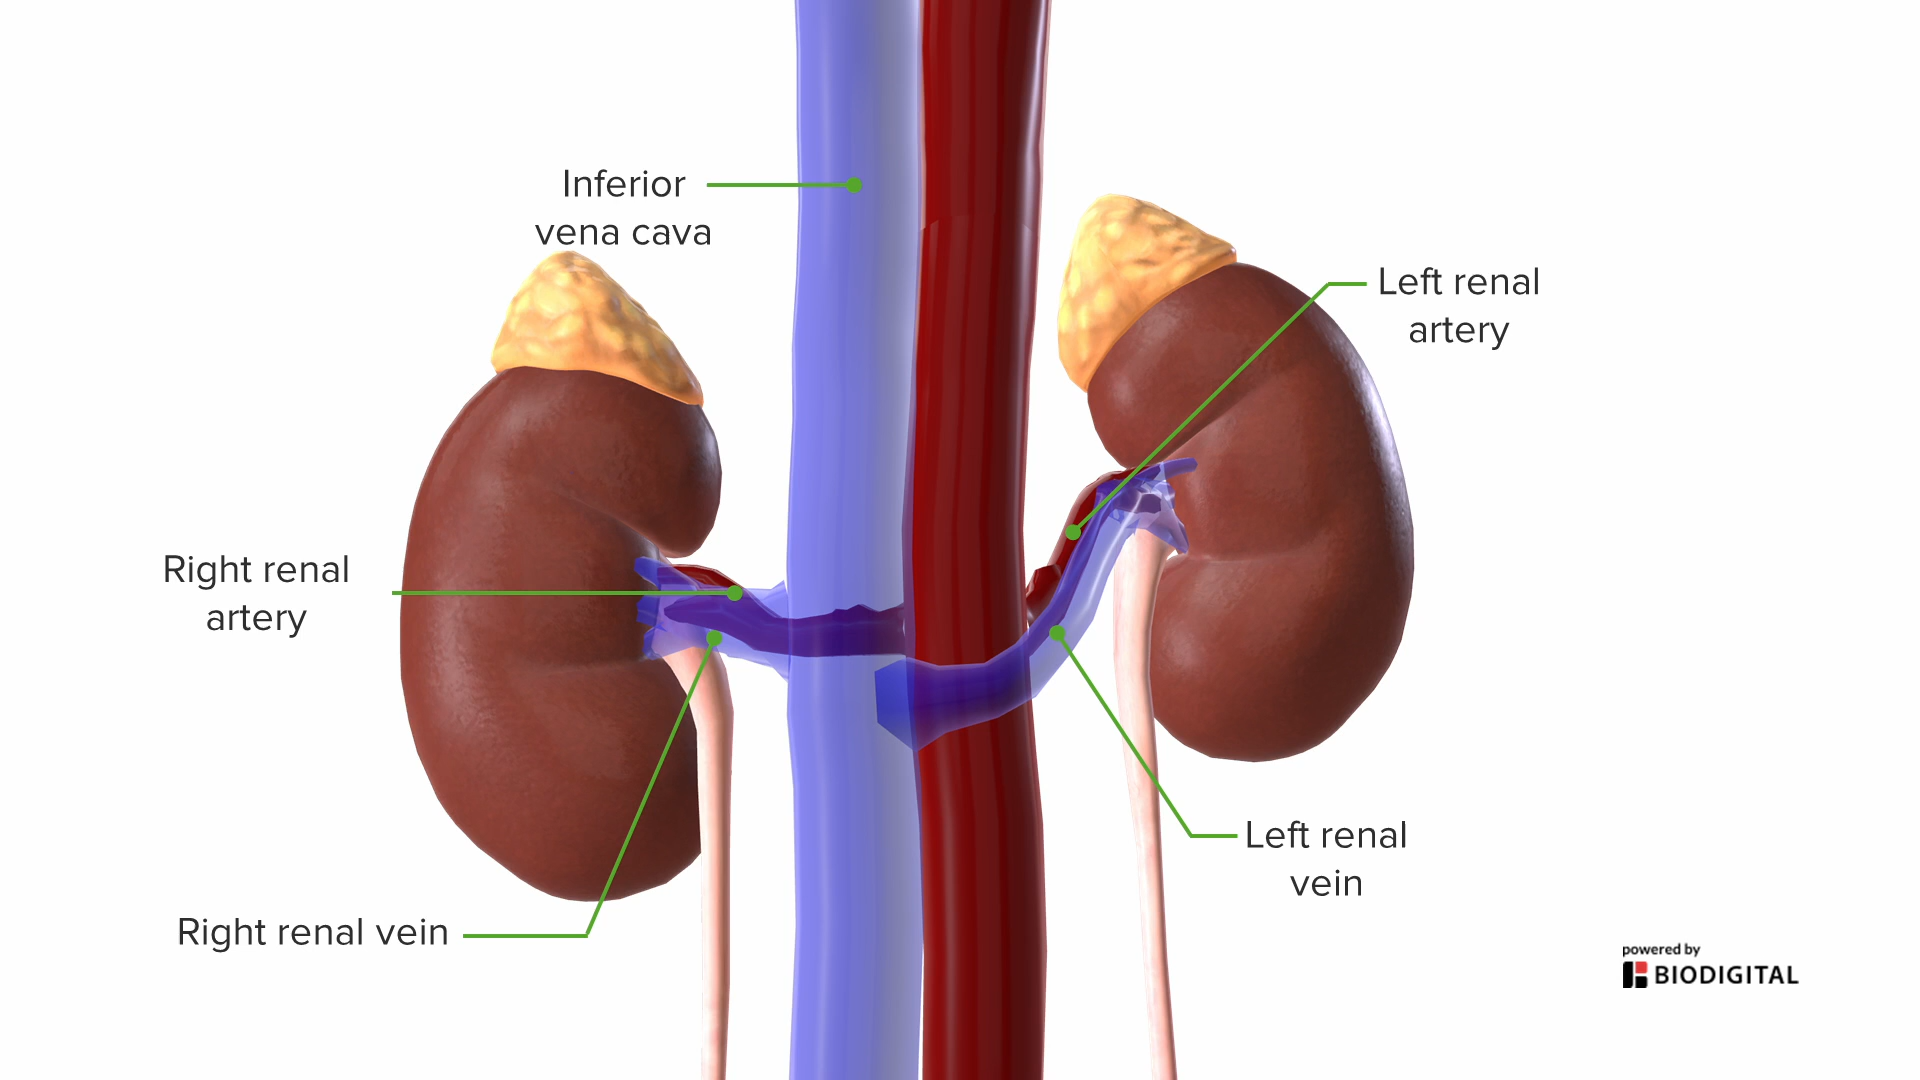 Inferior
vena cava
Left renal
artery
Right renal
artery
Left renal
vein
Right renal vein
powered by
BIODIGITAL